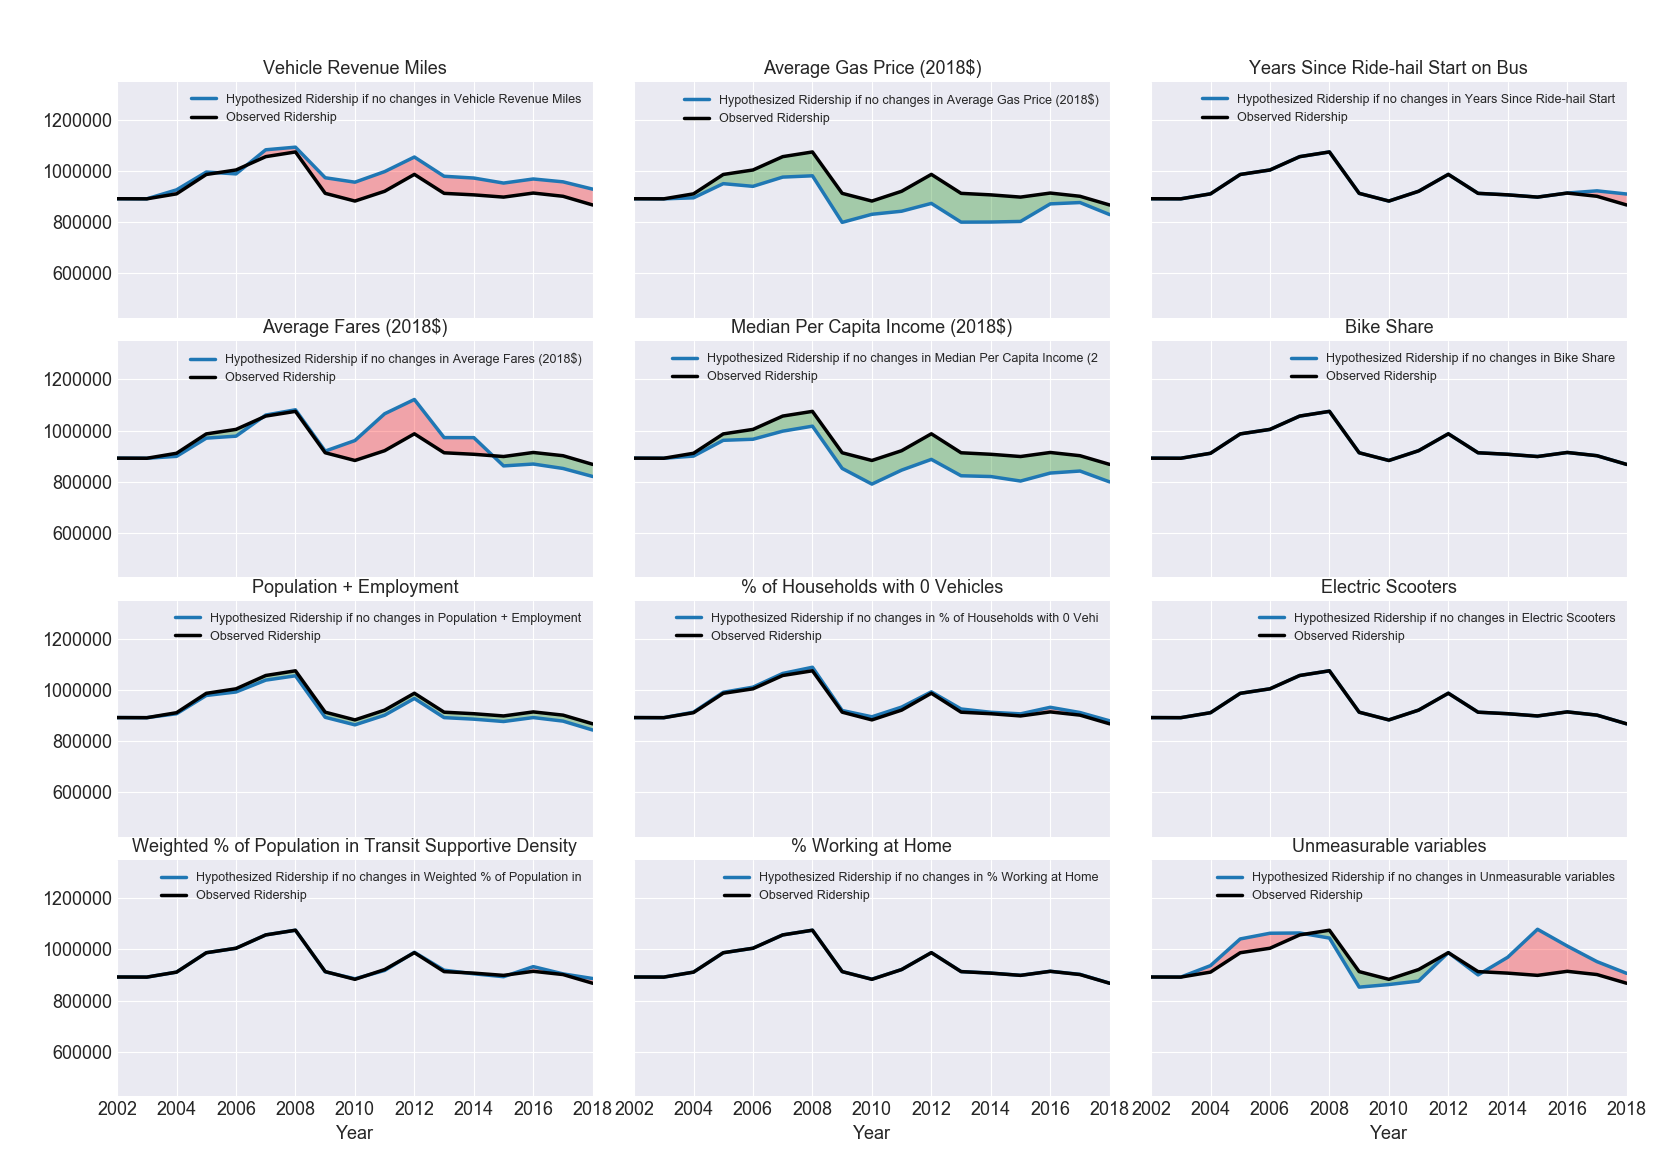 Vehicle Revenue Miles
Hypothesized Ridership if no changes in Vehicle Revenue Miles
Observed Ridership
1200000
1000000
800000
600000
Average Gas Price (2018$)
Hypothesized Ridership if no changes in Average Gas Price (2018$)
Observed Ridership
Years Since Ride-hail Start on Bus
Hypothesized Ridership if no changes in Years Since Ride-hail Start
Observed Ridership
Average Fares (2018$)
Hypothesized Ridership if no changes in Average Fares (2018$)
Observed Ridership
1200000
1000000
800000
600000
Median Per Capita Income (2018$)
Hypothesized Ridership if no changes in Median Per Capita Income (2
Observed Ridership
Bike Share
Hypothesized Ridership if no changes in Bike Share
Observed Ridership
Population + Employment
Hypothesized Ridership if no changes in Population + Employment
Observed Ridership
1200000
1000000
800000
600000
% of Households with 0 Vehicles
Hypothesized Ridership if no changes in % of Households with 0 Vehi
Observed Ridership
Electric Scooters
Hypothesized Ridership if no changes in Electric Scooters
Observed Ridership
Weighted % of Population in Transit Supportive Density
Hypothesized Ridership if no changes in Weighted % of Population in
Observed Ridership
1200000
1000000
800000
600000
2002 2004 2006 2008 2010 2012 2014 2016 2018
Year
% Working at Home
Hypothesized Ridership if no changes in % Working at Home
Observed Ridership
2002 2004 2006 2008 2010 2012 2014 2016 2018
Year
Unmeasurable variables
Hypothesized Ridership if no changes in Unmeasurable variables
Observed Ridership
2002 2004 2006 2008 2010 2012 2014 2016 2018
Year